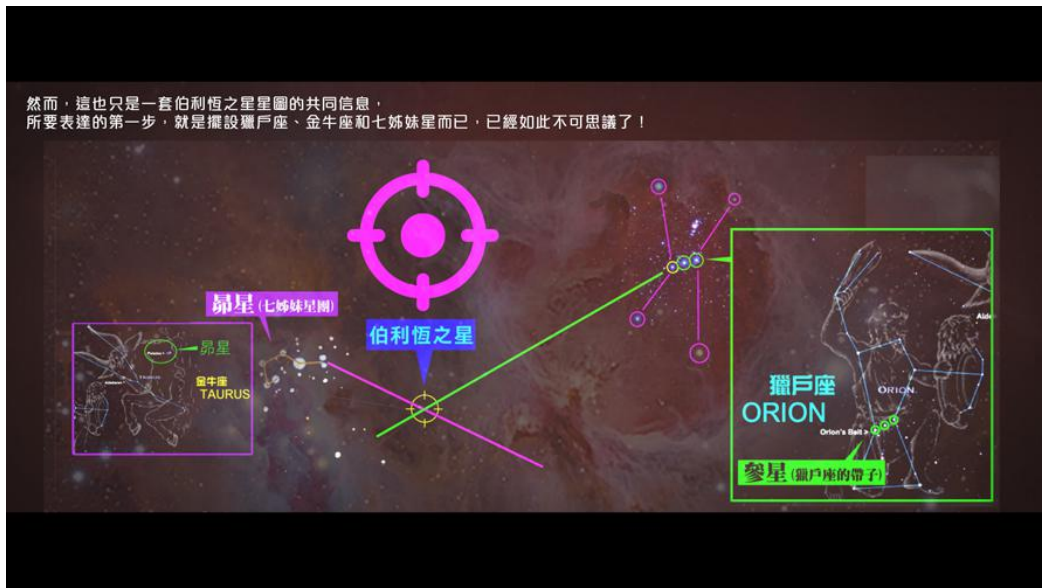 然而，這也只是一套伯利恆之星星圖的共同信息，
所要表達的第一步，就是擺設獵戶座、金牛座和七姊妹星而已，已經如此不可思議了！
昴星(七姊妹星團)
伯利恆之星
昴星
金牛座
TAURUS
獵戶座
ORION
ORION
Orion's Belt >
參星(獵戶座的帶子)